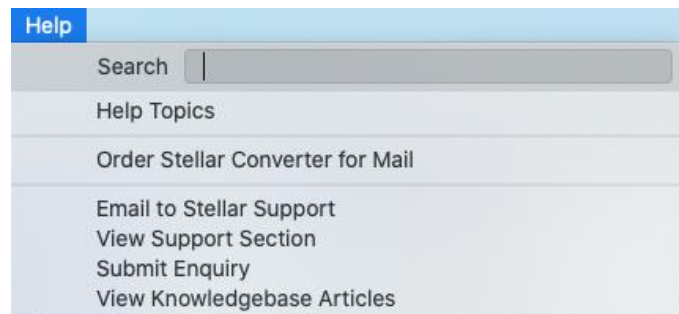 Help
Search
Help Topics
Order Stellar Converter for Mail
Email to Stellar Support
View Support Section
Submit Enquiry
View Knowledgebase Articles